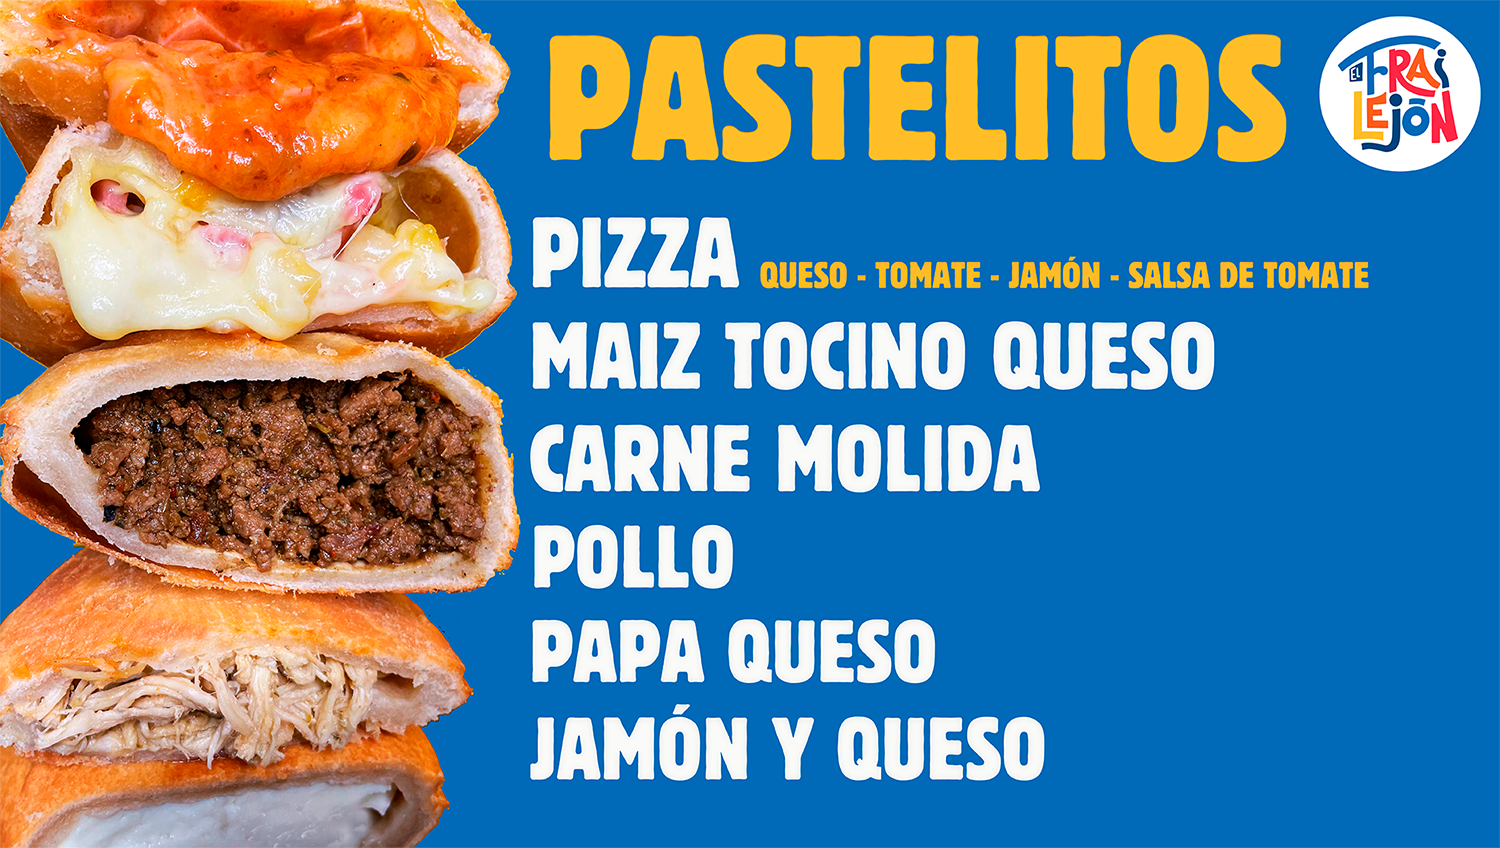 PASTELITOS
EL FRAILEJÓN
PIZZA QUESO - TOMATE - JAMÓN - SALSA DE TOMATE
MAIZ TOCINO QUESO
CARNE MOLIDA
POLLO
PAPA QUESO
JAMÓN Y QUESO